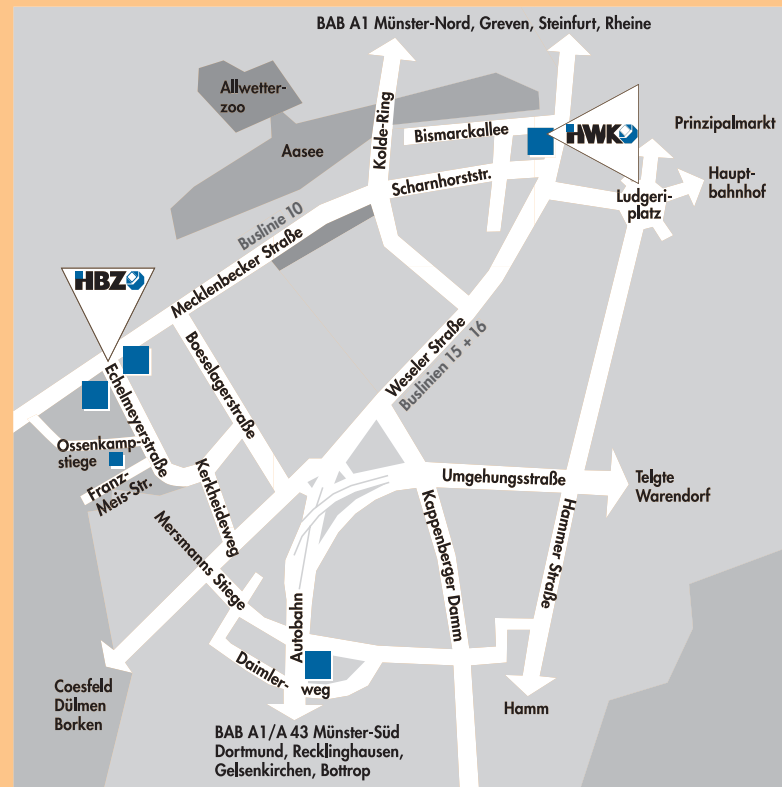 BAB A1 Münster-Nord, Greven, Steinfurt, Rheine
Allwetter-
zoo
Kolde-Ring
Bismarckallee
HWK
Prinzipalmarkt
Aasee
Scharnhorststr.
Haupt-
bahnhof
Ludgeri-
platz
Buslinie 10
Mecklenbecker Straße
HBZ
Boeselagerstraße
Weseler Straße
Buslinien 15 + 16
Echelmeyerstraße
Ossenkamp-
stiege
Franz-
Meis-Str.
Kerkheideweg
Umgehungsstraße
Telgte
Warendorf
Mersmanns Stiege
Kappenberger Damm
Hammer Straße
Autobahn
Daimler-
weg
Coesfeld
Dülmen
Borken
Hamm
BAB A1/A 43 Münster-Süd
Dortmund, Recklinghausen,
Gelsenkirchen, Bottrop